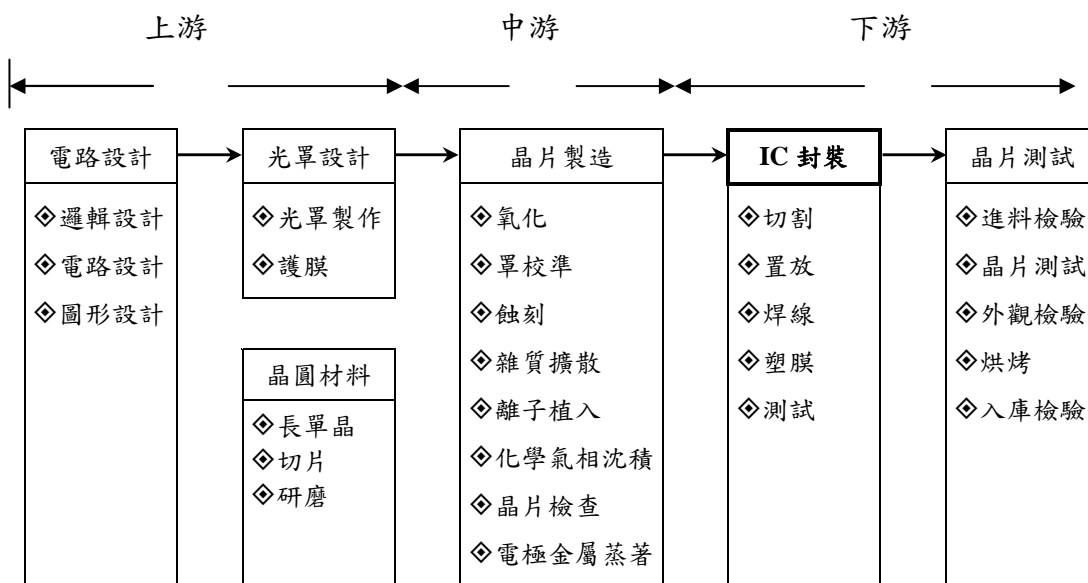 上游
中游
下游
電路設計
◈邏輯設計
◈電路設計
◈圖形設計
光罩設計
◈光罩製作
◈護膜
晶圓材料
◈長單晶
◈切片
◈研磨
晶片製造
◈氧化
◈罩校準
◈蝕刻
◈雜質擴散
◈離子植入
◈化學氣相沈積
◈晶片檢查
◈電極金屬蒸著
IC 封裝
◈切割
◈置放
◈焊線
◈塑膜
◈測試
晶片測試
◈進料檢驗
◈晶片測試
◈外觀檢驗
◈烘烤
◈入庫檢驗